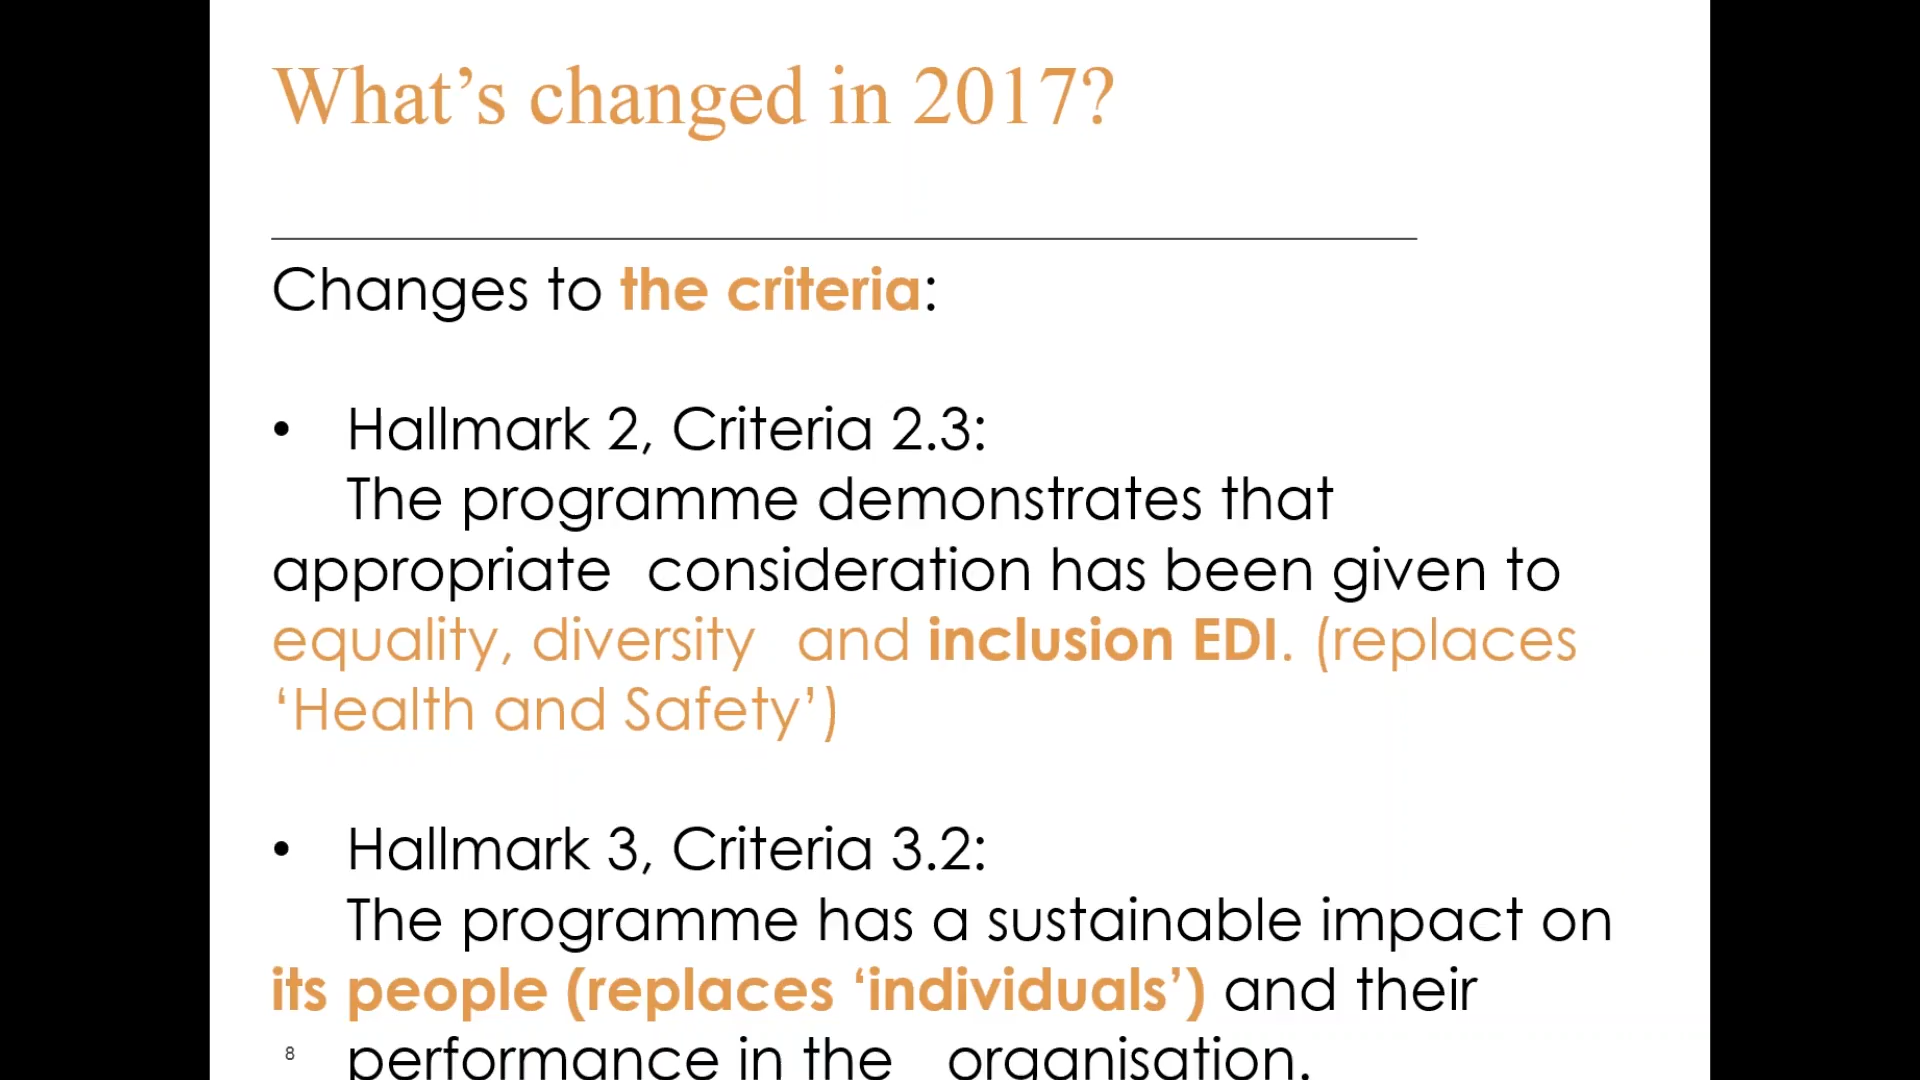 What’s changed in 2017?
Changes to the criteria:
• Hallmark 2, Criteria 2.3:
The programme demonstrates that
appropriate consideration has been given to
equality, diversity and inclusion EDI. (replaces
‘Health and Safety’)
• Hallmark 3, Criteria 3.2:
The programme has a sustainable impact on
its people (replaces ‘individuals’) and their
performance in the organisation.
8